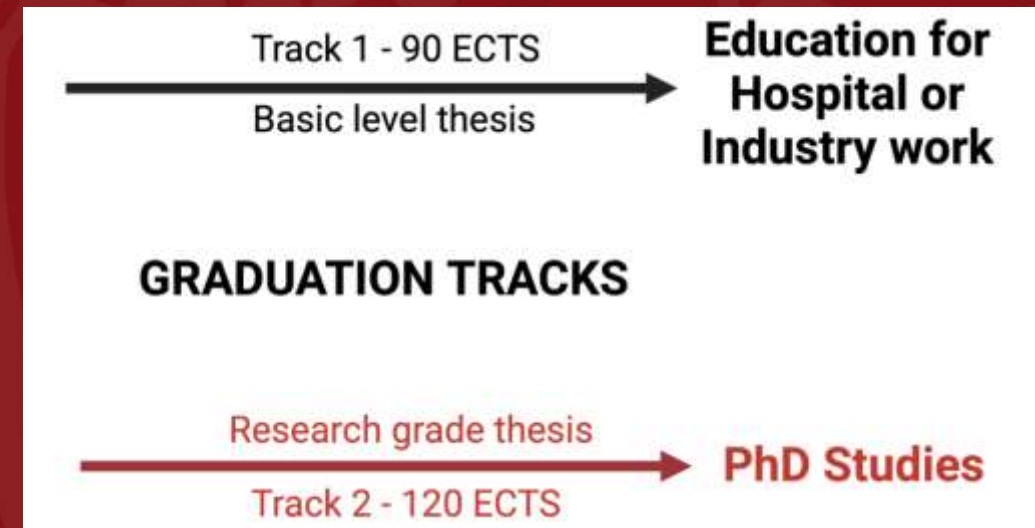 Track 1 - 90 ECTS
Basic level thesis
Education for
Hospital or
Industry work
GRADUATION TRACKS
Research grade thesis
Track 2 - 120 ECTS
PhD Studies